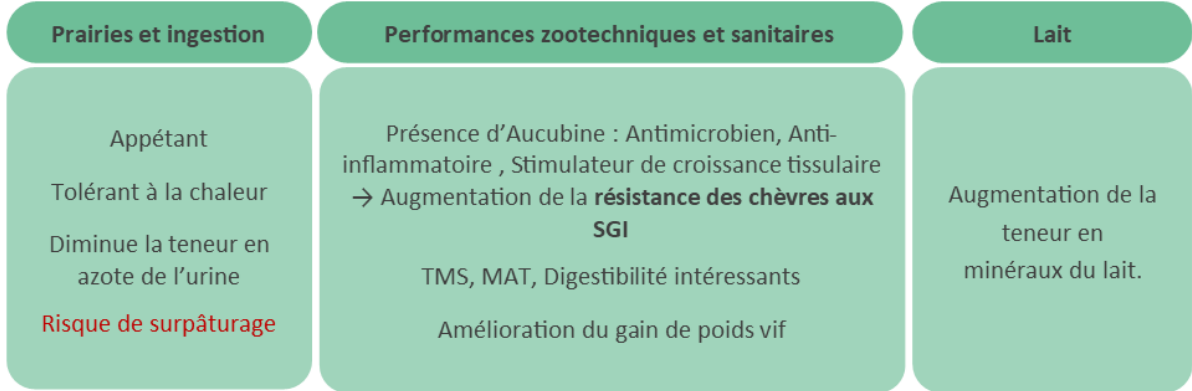 Prairies et ingestion
Appétant
Tolérant à la chaleur
Diminue la teneur en
azote de l'urine
Risque de surpâturage
Performances zootechniques et sanitaires
Présence d'Aucubine : Antimicrobien, Anti-
inflammatoire , Stimulateur de croissance tissulaire
→ Augmentation de la résistance des chèvres aux
SGI
TMS, MAT, Digestibilité intéressants
Amélioration du gain de poids vif
Lait
Augmentation de la
teneur en
minéraux du lait.